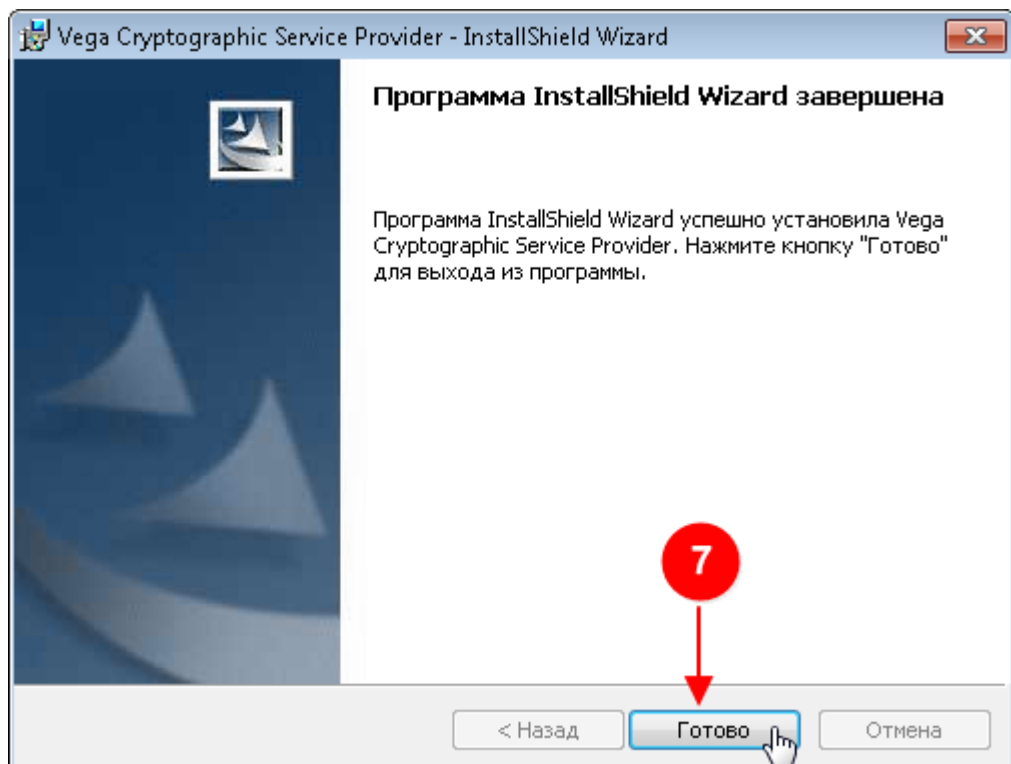 Vega Cryptographic Service Provider - InstallShield Wizard
Программа InstallShield Wizard завершена
Программа InstallShield Wizard успешно установила Vega
Cryptographic Service Provider. Нажмите кнопку "Готово"
для выхода из программы.
7
< Назад
Готово
Отмена